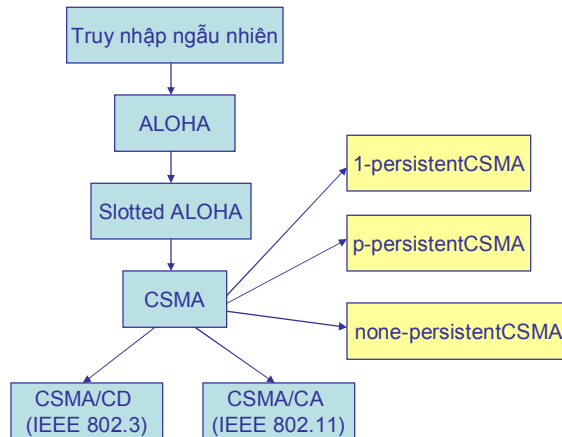 Truy nhập ngẫu nhiên
ALOHA
1-persistentCSMA
Slotted ALOHA
p-persistentCSMA
CSMA
none-persistentCSMA
CSMA/CD
(IEEE 802.3)
CSMA/CA
(IEEE 802.11)